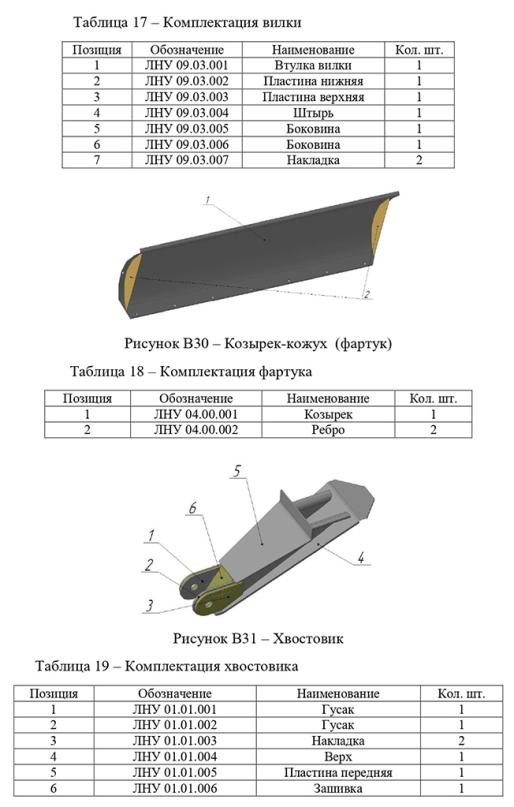 Таблица 17 – Комплектация вилки
Позиция Обозначение Наименование Кол. шт.
1 ЛНУ 09.03.001 Втулка вилки 1
2 ЛНУ 09.03.002 Пластина нижняя 1
3 ЛНУ 09.03.003 Пластина верхняя 1
4 ЛНУ 09.03.004 Штырь 1
5 ЛНУ 09.03.005 Боковина 1
6 ЛНУ 09.03.006 Боковина 1
7 ЛНУ 09.03.007 Накладка 2
1
2
Рисунок В30 – Козырек-кожух (фартук)
Таблица 18 – Комплектация фартука
Позиция Обозначение Наименование Кол. шт.
1 ЛНУ 04.00.001 Козырек 1
2 ЛНУ 04.00.002 Ребро 2
5
6
1
2
4
3
Рисунок В31 – Хвостовик
Таблица 19 – Комплектация хвостовика
Позиция Обозначение Наименование Кол. шт.
1 ЛНУ 01.01.001 Гусак 1
2 ЛНУ 01.01.002 Гусак 1
3 ЛНУ 01.01.003 Накладка 2
4 ЛНУ 01.01.004 Верх 1
5 ЛНУ 01.01.005 Пластина передняя 1
6 ЛНУ 01.01.006 Зашивка 1